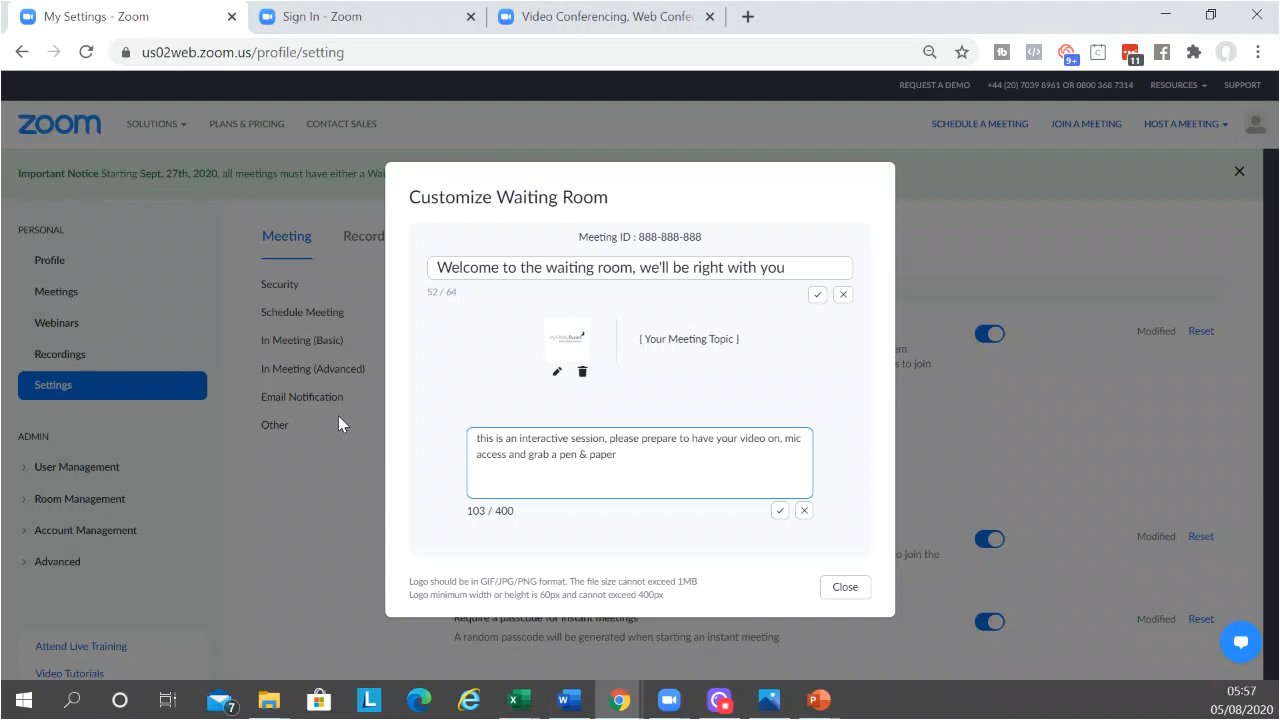 My Settings - Zoom
Sign In - Zoom
Video Conferencing, Web Confe
us02web.zoom.us/profile/setting
9+
11
REQUEST A DEMO
+44 (20) 7039 8961 OR 0800 368 7314
RESOURCES
SUPPORT
zoom
SOLUTIONS
PLANS & PRICING
CONTACT SALES
SCHEDULE A MEETING
JOIN A MEETING
HOST A MEETING
Important Notice Starting Sept. 27th, 2020, all meetings must have either a Wai
PERSONAL
Profile
Meetings
Webinars
Recordings
Settings
ADMIN
User Management
Room Management
Account Management
Advanced
Attend Live Training
Video Tutorials
Meeting
Record
Security
Schedule Meeting
In Meeting (Basic)
In Meeting (Advanced)
Email Notification
Other
Customize Waiting Room
Meeting ID : 888-888-888
Welcome to the waiting room, we'll be right with you
52 / 64
{ Your Meeting Topic }
this is an interactive session, please prepare to have your video on, mic
access and grab a pen & paper
103 / 400
Logo should be in GIF/JPG/PNG format. The file size cannot exceed 1MB
Logo minimum width or height is 60px and cannot exceed 400px
Close
em
s to join
Modified
Reset
o join the
Modified
Reset
Require a passcode for instant meetings
A random passcode will be generated when starting an instant meeting
Modified
Reset
7
05:57
05/08/2020